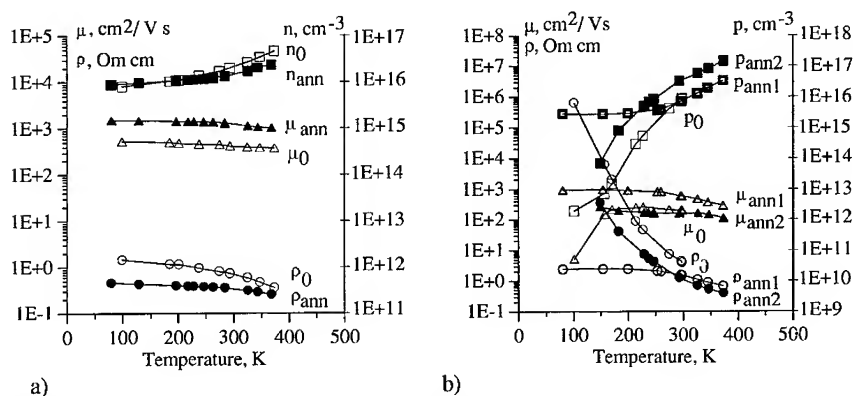 μ, cm2/ V s
n, cm-3
ρ, Om cm
1E+5
1E+4
1E+3
1E+2
1E+1
1E+0
1E-1
1E+17
1E+16
1E+15
1E+14
1E+13
1E+12
1E+11
n0
nann
μ ann
μ0
ρ0
ρann
0 100 200 300 400 500
Temperature, K
a)
μ, cm2/ Vs
p, cm-3
ρ, Om cm
1E+8
1E+7
1E+6
1E+5
1E+4
1E+3
1E+2
1E+1
1E+0
1E-1
1E+18
1E+17
1E+16
1E+15
1E+14
1E+13
1E+12
1E+11
1E+10
1E+9
pann2
pann1
p0
μann1
μann2
μ0
ρ0
ρann1
ρann2
0 100 200 300 400 500
Temperature, K
b)